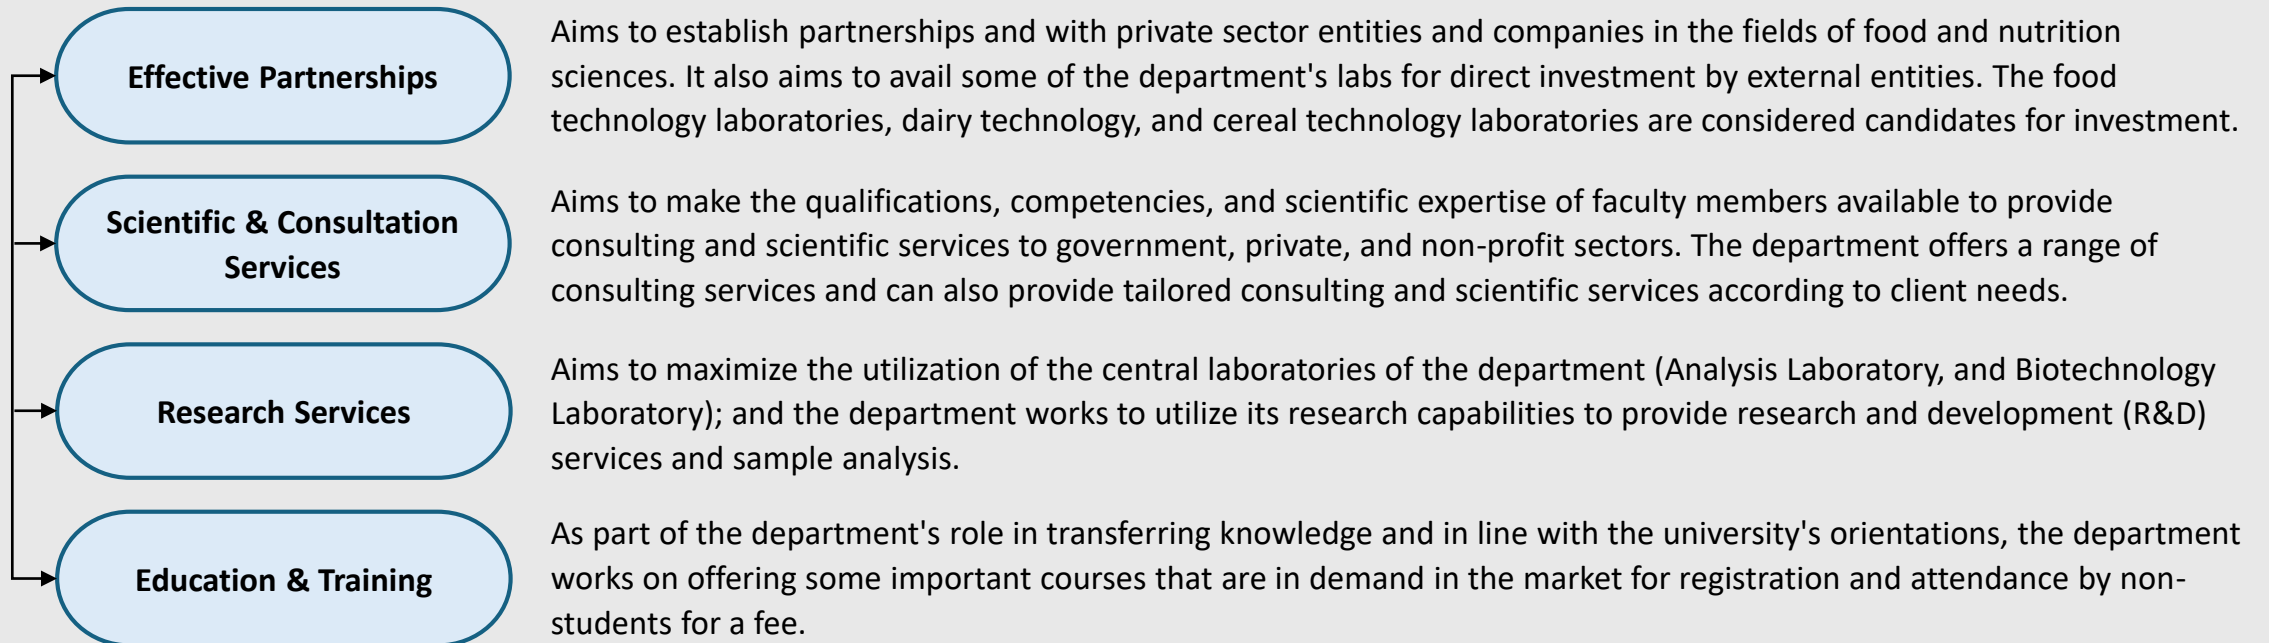 Effective Partnerships
Aims to establish partnerships and with private sector entities and companies in the fields of food and nutrition
sciences. It also aims to avail some of the department's labs for direct investment by external entities. The food
technology laboratories, dairy technology, and cereal technology laboratories are considered candidates for investment.
Scientific & Consultation
Services
Aims to make the qualifications, competencies, and scientific expertise of faculty members available to provide
consulting and scientific services to government, private, and non-profit sectors. The department offers a range of
consulting services and can also provide tailored consulting and scientific services according to client needs.
Research Services
Aims to maximize the utilization of the central laboratories of the department (Analysis Laboratory, and Biotechnology
Laboratory); and the department works to utilize its research capabilities to provide research and development (R&D)
services and sample analysis.
Education & Training
As part of the department's role in transferring knowledge and in line with the university's orientations, the department
works on offering some important courses that are in demand in the market for registration and attendance by non-
students for a fee.